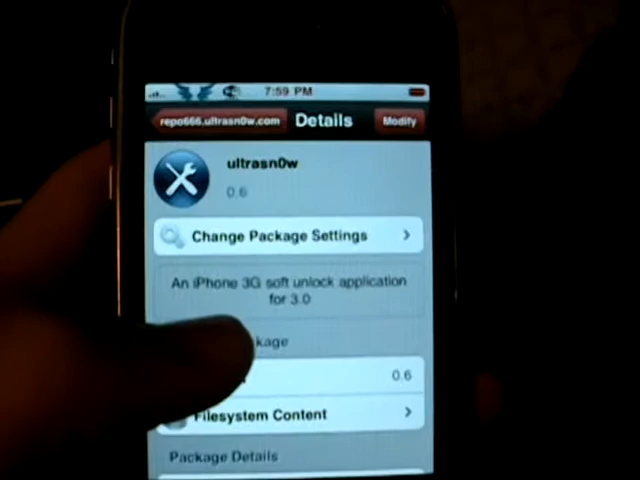 7:59 PM
repo666.ultrasn0w.com Details Modify
ultrasn0w
0.6
Change Package Settings
An iPhone 3G soft unlock application
for 3.0
kage
0.6
Filesystem Content
Package Details